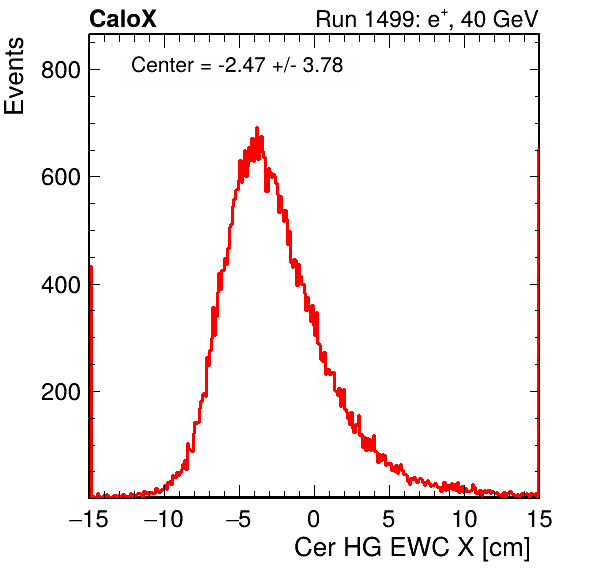 CaloX
Run 1499: e+, 40 GeV
Events
Center = -2.47 +/- 3.78
800
600
400
200
−15 −10 −5 0 5 10 15
Cer HG EWC X [cm]